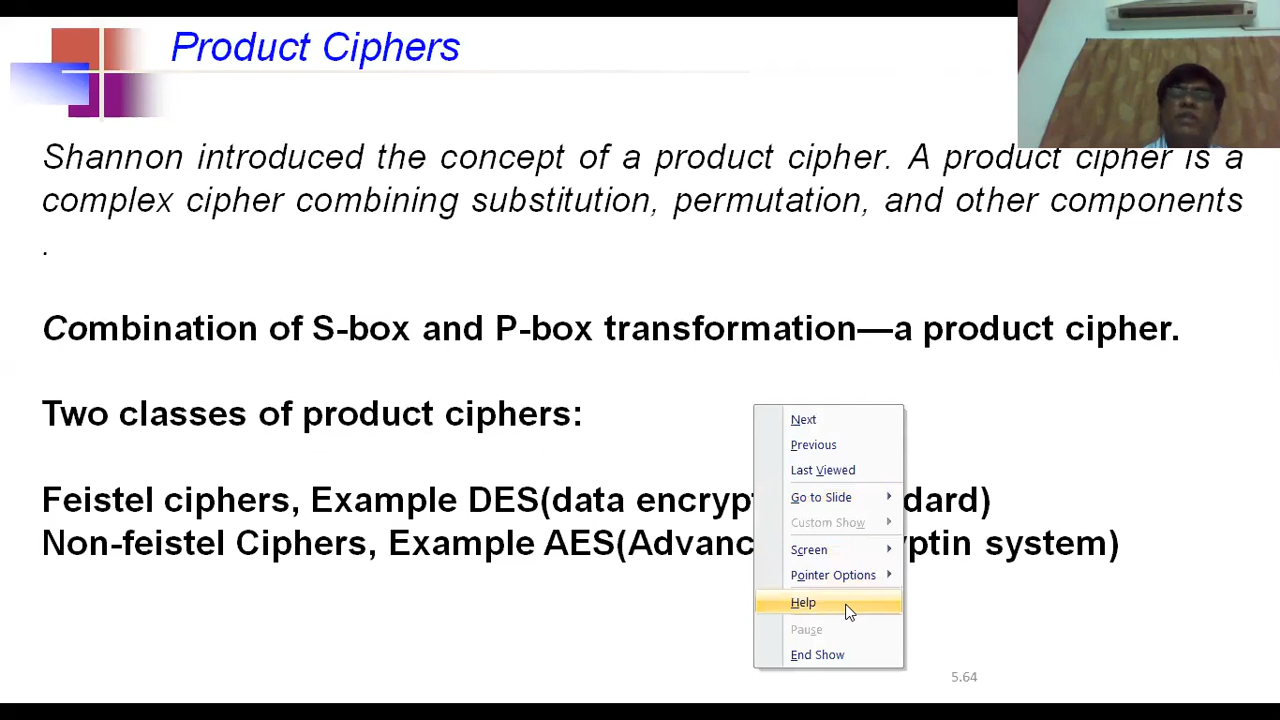 Product Ciphers
Shannon introduced the concept of a product cipher. A product cipher is a
complex cipher combining substitution, permutation, and other components
.
Combination of S-box and P-box transformation—a product cipher.
Two classes of product ciphers:
Feistel ciphers, Example DES(data encryp dard)
Non-feistel Ciphers, Example AES(Advanc yptin system)
Next
Previous
Last Viewed
Go to Slide
Custom Show
Screen
Pointer Options
Help
Pause
End Show
5.64